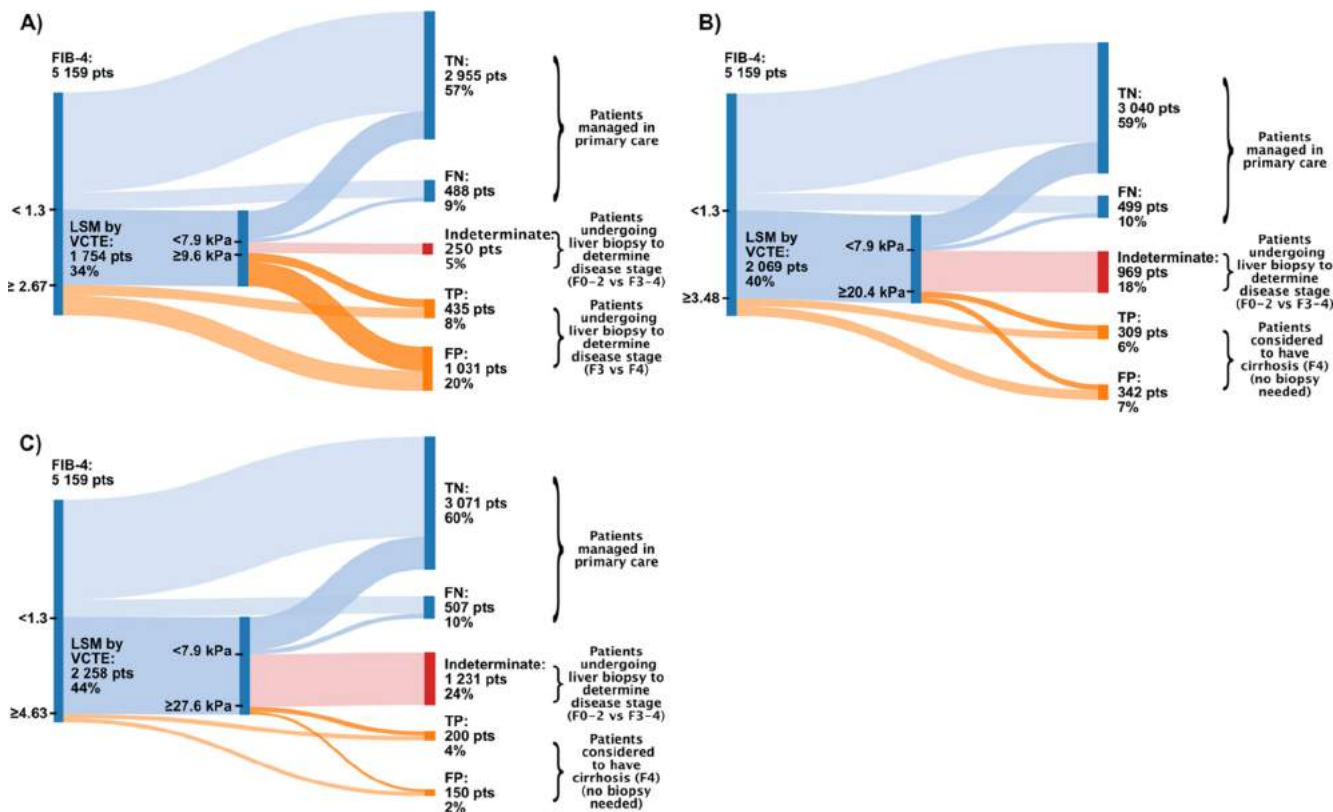 A)
FIB-4:
5 159 pts
< 1.3
≥ 2.67
LSM by
VCTE:
1 754 pts
34%
<7.9 kPa
≥9.6 kPa
TN:
2 955 pts
57%
FN:
488 pts
9%
Indeterminate:
250 pts
5%
TP:
435 pts
8%
FP:
1 031 pts
20%
Patients
managed in
primary care
Patients
undergoing
liver biopsy to
determine
disease stage
(F0-2 vs F3-4)
Patients
undergoing
liver biopsy to
determine
disease stage
(F3 vs F4)
B)
FIB-4:
5 159 pts
<1.3
≥3.48
LSM by
VCTE:
2 069 pts
40%
<7.9 kPa
≥20.4 kPa
TN:
3 040 pts
59%
FN:
499 pts
10%
Indeterminate:
969 pts
18%
TP:
309 pts
6%
FP:
342 pts
7%
Patients
managed in
primary care
Patients
undergoing
liver biopsy to
determine
disease stage
(F0-2 vs F3-4)
Patients
considered
to have
cirrhosis (F4)
(no biopsy
needed)
C)
FIB-4:
5 159 pts
<1.3
≥4.63
LSM by
VCTE:
2 258 pts
44%
<7.9 kPa
≥27.6 kPa
TN:
3 071 pts
60%
FN:
507 pts
10%
Indeterminate:
1 231 pts
24%
TP:
200 pts
4%
FP:
150 pts
2%
Patients
managed in
primary care
Patients
undergoing
liver biopsy to
determine
disease stage
(F0-2 vs F3-4)
Patients
considered
to have
cirrhosis (F4)
(no biopsy
needed)